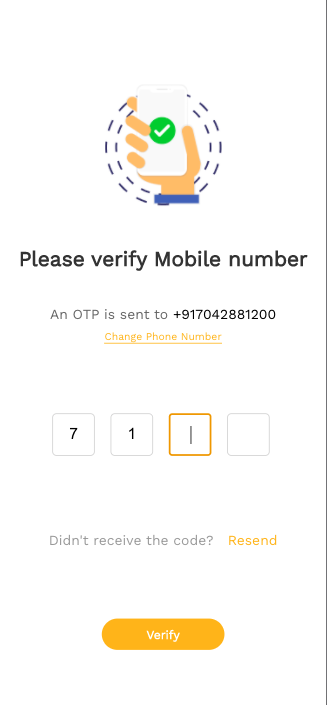 Please verify Mobile number
An OTP is sent to +917042881200
Change Phone Number
7 1
Didn't receive the code? Resend
Verify